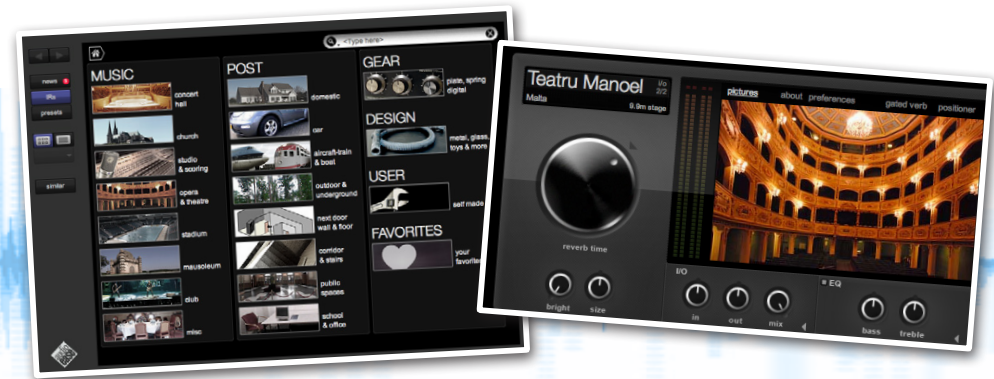 <Type here>
news 5
IRs
presets
similar
MUSIC
concert
hall
church
studio
& scoring
opera
& theatre
stadium
mausoleum
club
misc
POST
domestic
car
aircraft-train
& boat
outdoor &
underground
next door
wall & floor
corridor
& stairs
public
spaces
school
& office
GEAR
plate, spring
digital
DESIGN
metal, glass,
toys & more
USER
self made
FAVORITES
your
favorites
Teatru Manoel
I/o
2/2
Malta
9.9m stage
reverb time
bright
size
pictures
about
preferences
gated verb
positioner
I/O
in
out
mix
EQ
bass
treble